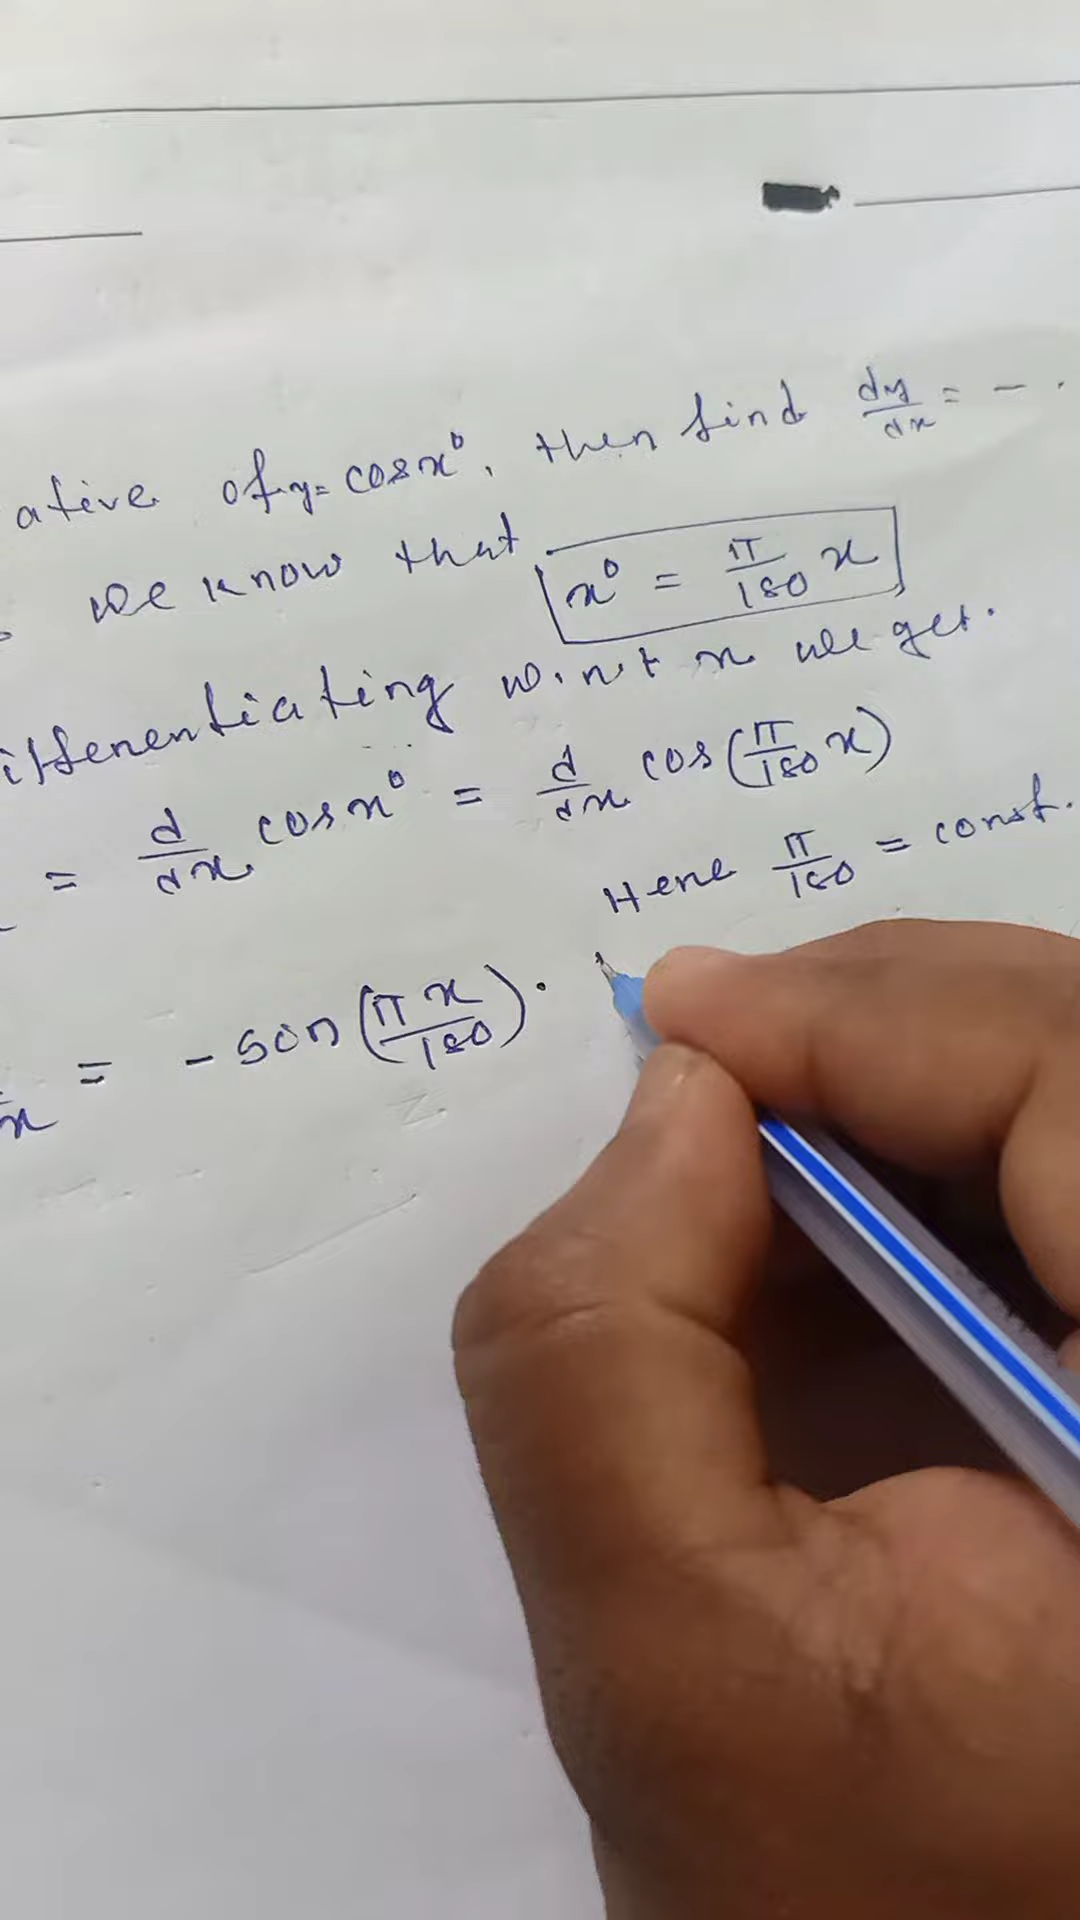 ative of y = cos x°, then find dy/dx = - .
we know that x° = π/180 x
ifferentiating w.r.t x we get.
= d/dx cos x° = d/dx cos(π/180 x)
Here π/180 = const.
x = - sin(πx/180) .